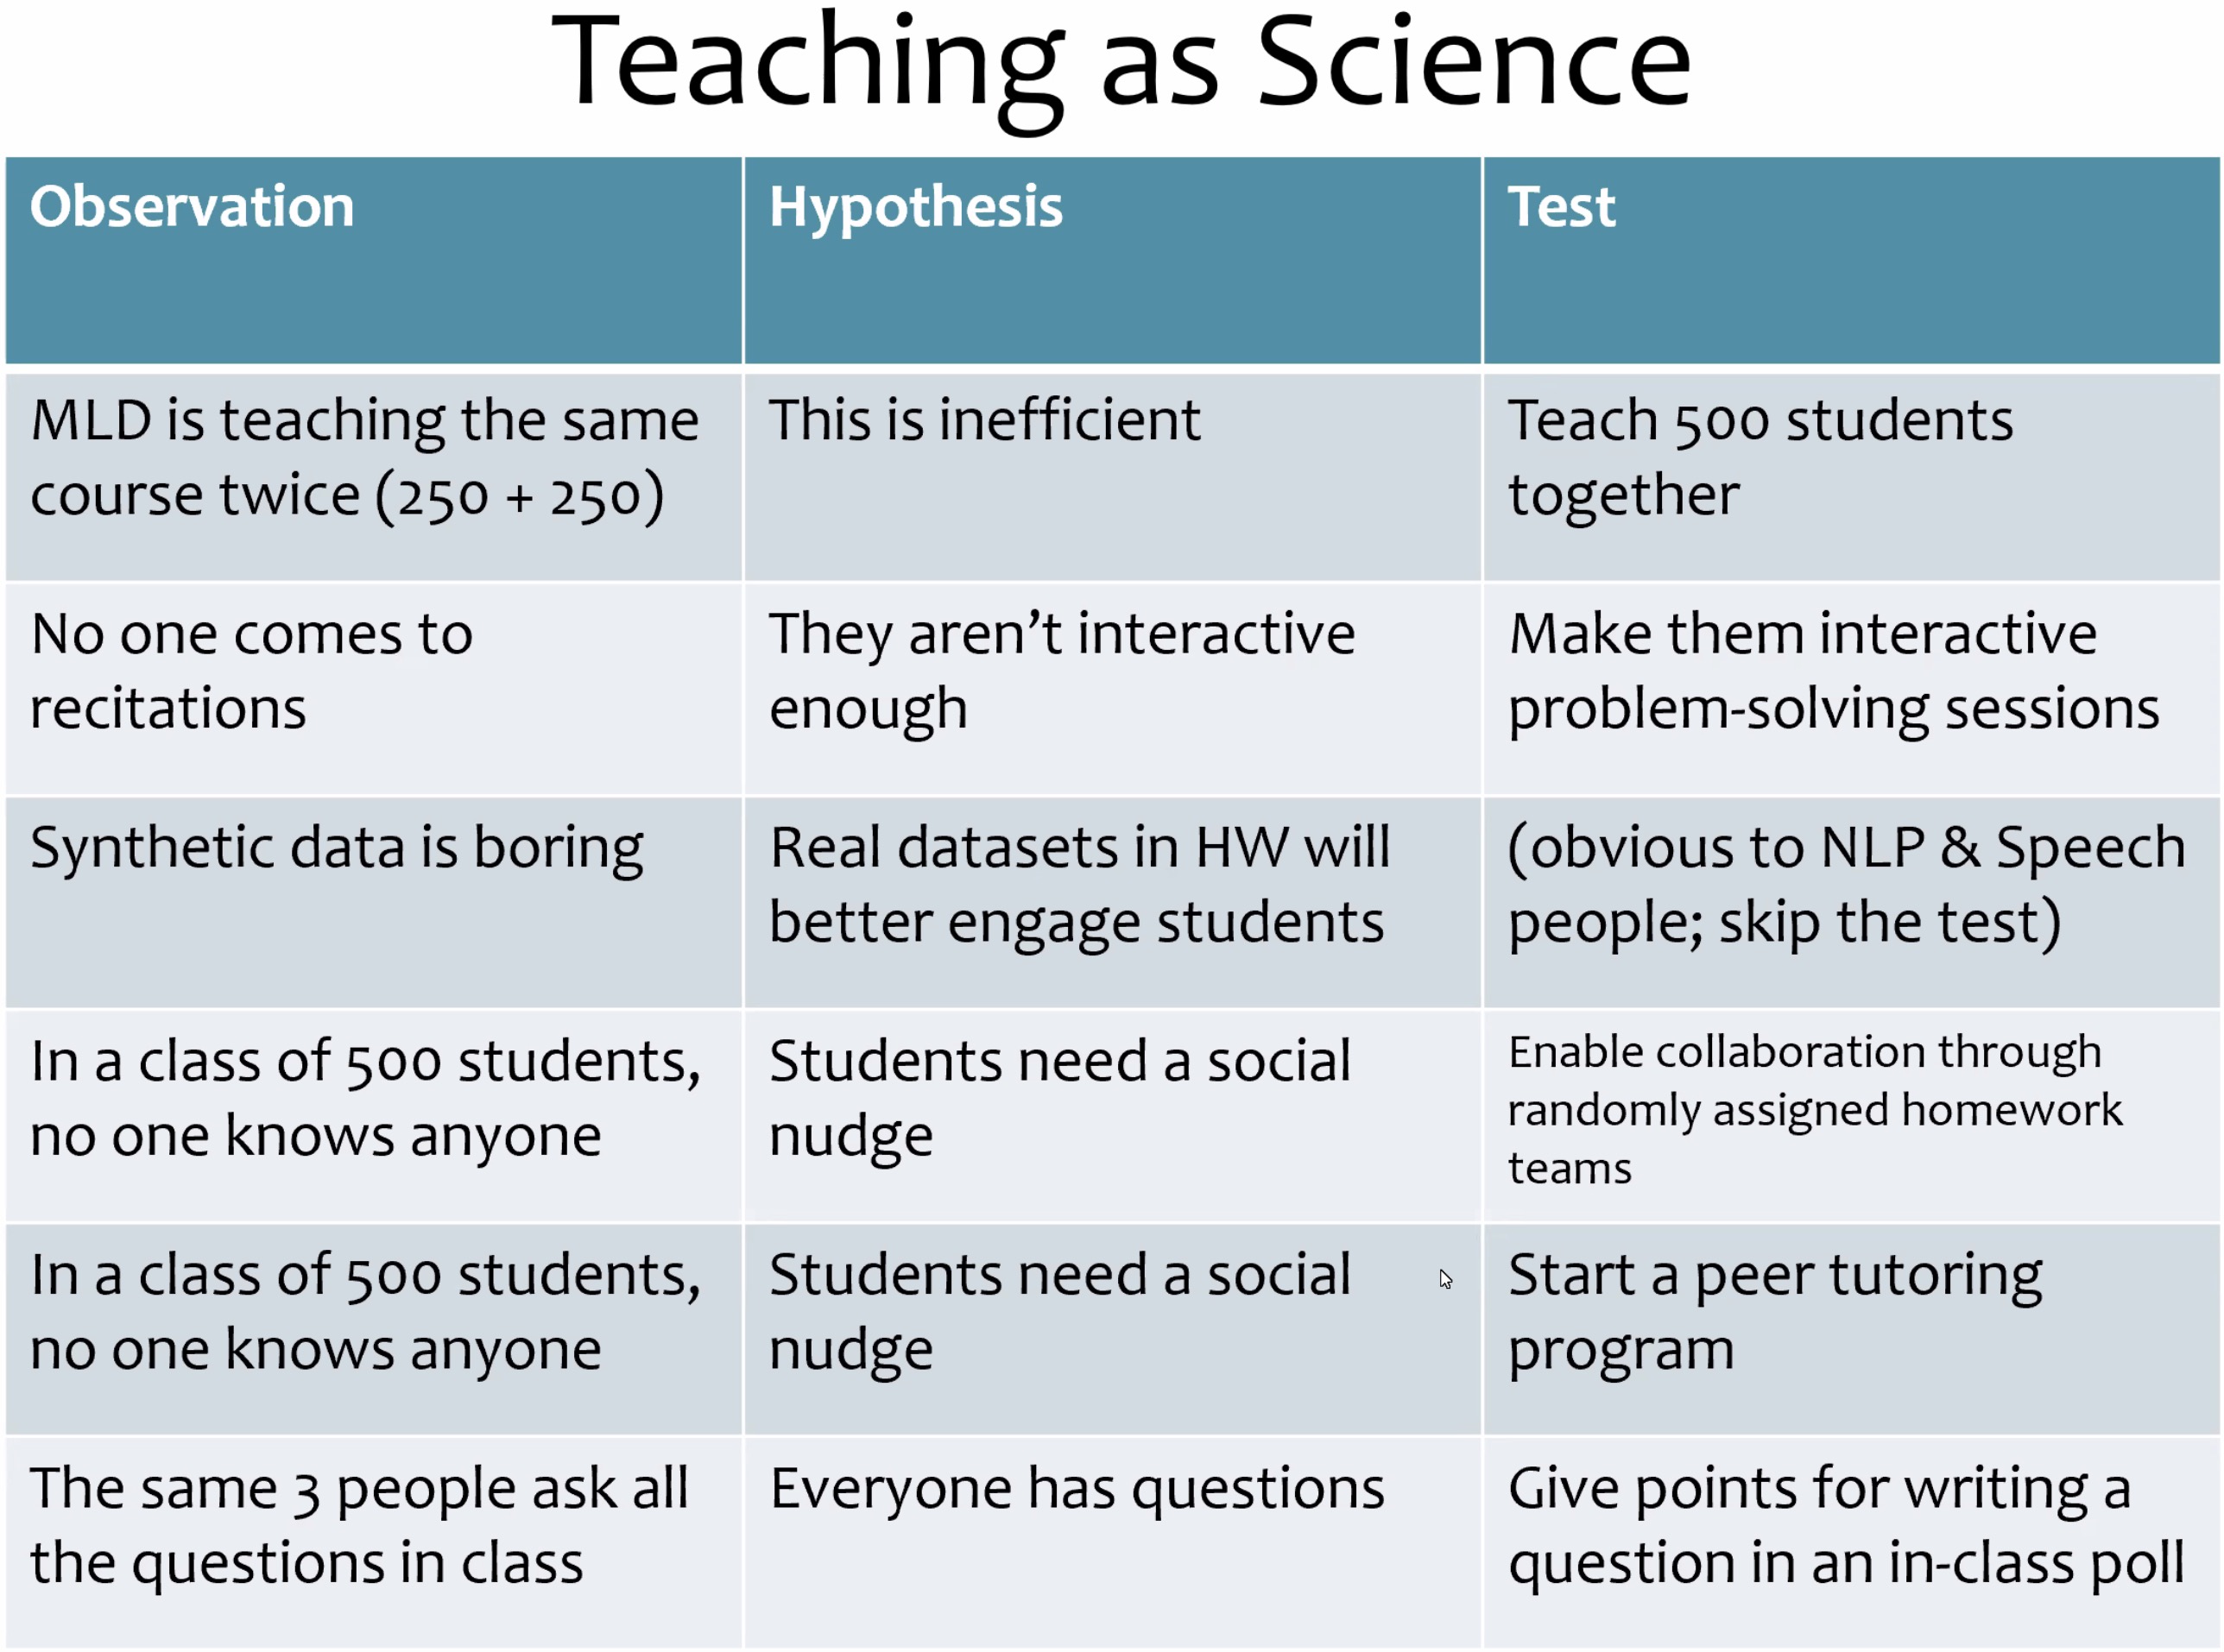 Teaching as Science
Observation
Hypothesis
Test
MLD is teaching the same
course twice (250 + 250)
This is inefficient
Teach 500 students
together
No one comes to
recitations
They aren’t interactive
enough
Make them interactive
problem-solving sessions
Synthetic data is boring
Real datasets in HW will
better engage students
(obvious to NLP & Speech
people; skip the test)
In a class of 500 students,
no one knows anyone
Students need a social
nudge
Enable collaboration through
randomly assigned homework
teams
In a class of 500 students,
no one knows anyone
Students need a social
nudge
Start a peer tutoring
program
The same 3 people ask all
the questions in class
Everyone has questions
Give points for writing a
question in an in-class poll